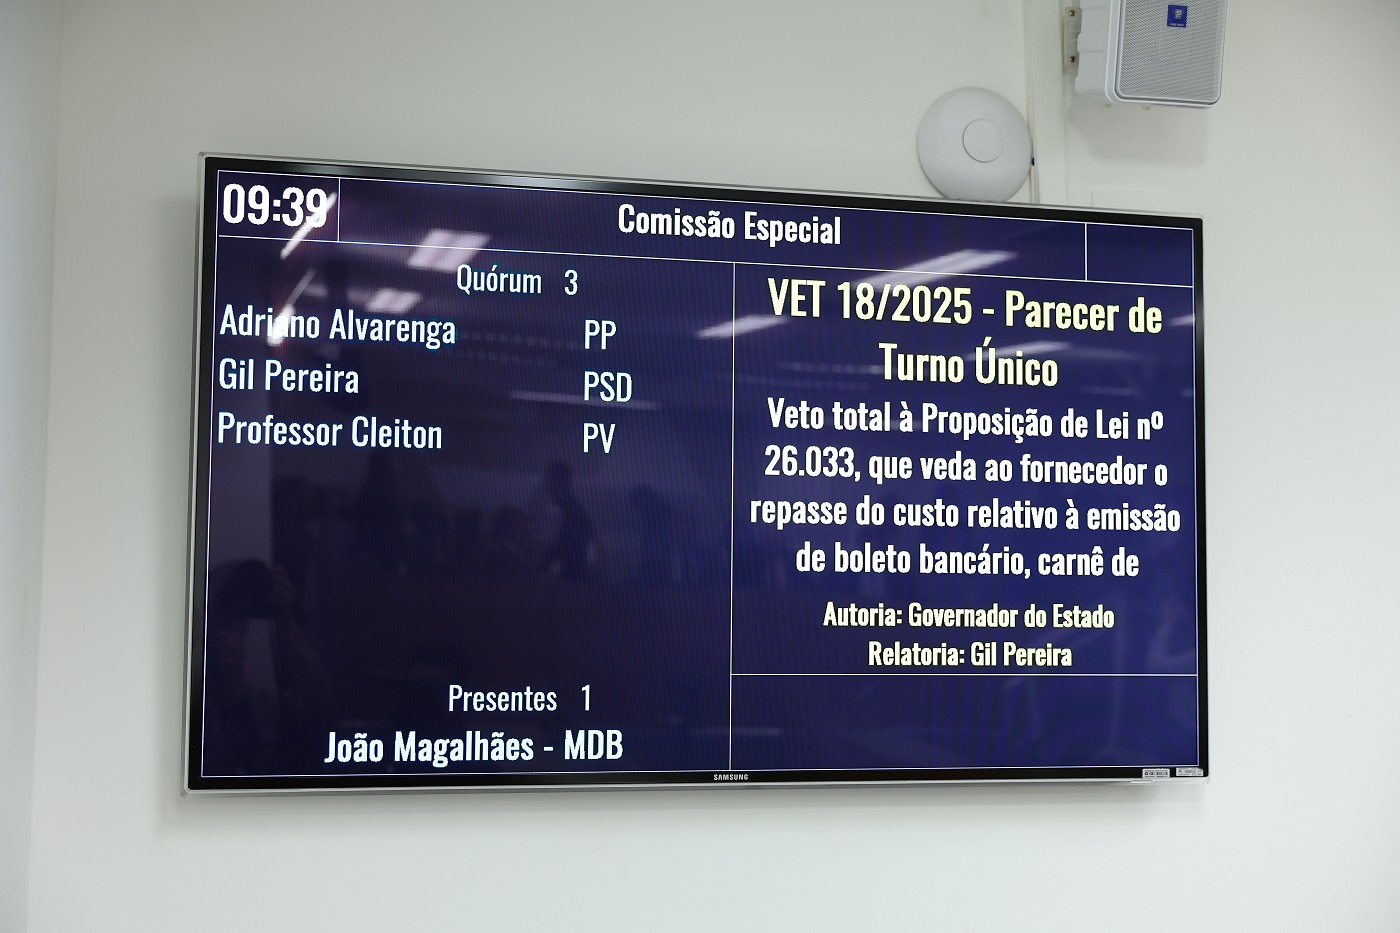 09:39
Comissão Especial
Quórum 3
Adriano Alvarenga PP
Gil Pereira PSD
Professor Cleiton PV
Presentes 1
João Magalhães - MDB
VET 18/2025 - Parecer de
Turno Único
Veto total à Proposição de Lei nº
26.033, que veda ao fornecedor o
repasse do custo relativo à emissão
de boleto bancário, carnê de
Autoria: Governador do Estado
Relatoria: Gil Pereira
SAMSUNG